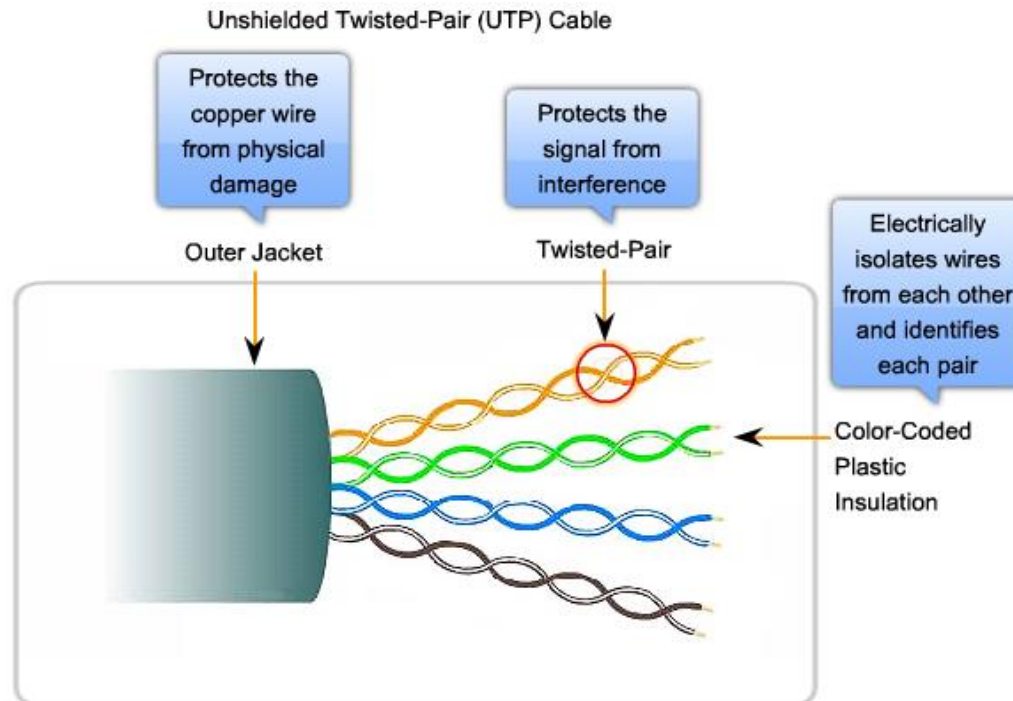 Unshielded Twisted-Pair (UTP) Cable
Protects the
copper wire
from physical
damage
Protects the
signal from
interference
Electrically
isolates wires
from each other
and identifies
each pair
Outer Jacket
Twisted-Pair
Color-Coded
Plastic
Insulation